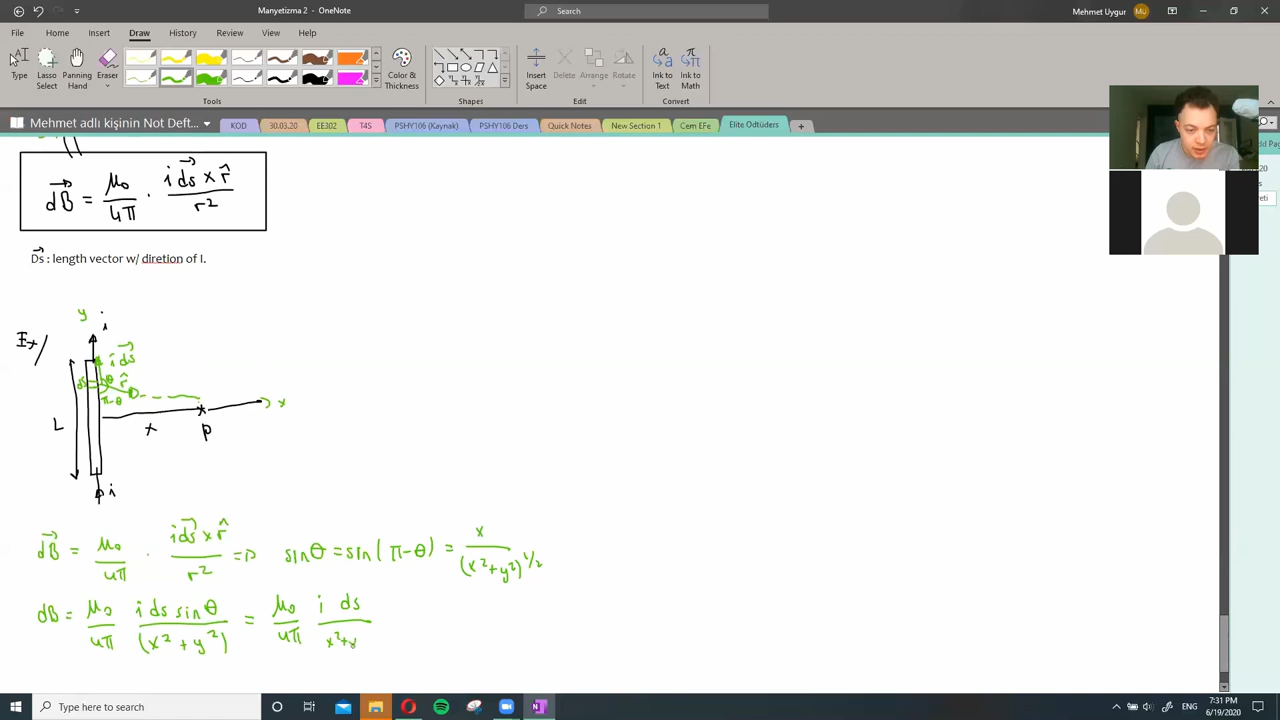 Manyetizma 2 - OneNote
Search
Mehmet Uygur
MU
File
Home
Insert
Draw
History
Review
View
Help
Type
Lasso Select
Panning Hand
Eraser
Color & Thickness
Insert Space
Delete
Arrange
Rotate
Ink to Text
Ink to Math
Tools
Shapes
Convert
Mehmet adlı kişinin Not Deft...
KOD
30.03.20
EE302
T4S
PSHY106 (Kaynak)
PSHY106 Ders
Quick Notes
New Section 1
Cem EFe
Elite Odtüders
dB⃗ = μ₀/4π · i ds⃗ × r̂ / r²
D⃗s : length vector w/ diretion of I.
Ex/
y
i
i ds⃗
ds
θ
r̂
π-θ
x
L
x
p
i
dB⃗ = μ₀/4π · i ds⃗ × r̂ / r² => sinθ = sin(π-θ) = x / (x²+y²)^1/2
dB = μ₀/4π i ds sinθ / (x²+y²) = μ₀/4π i ds / x²+
Type here to search
7:31 PM
6/19/2020